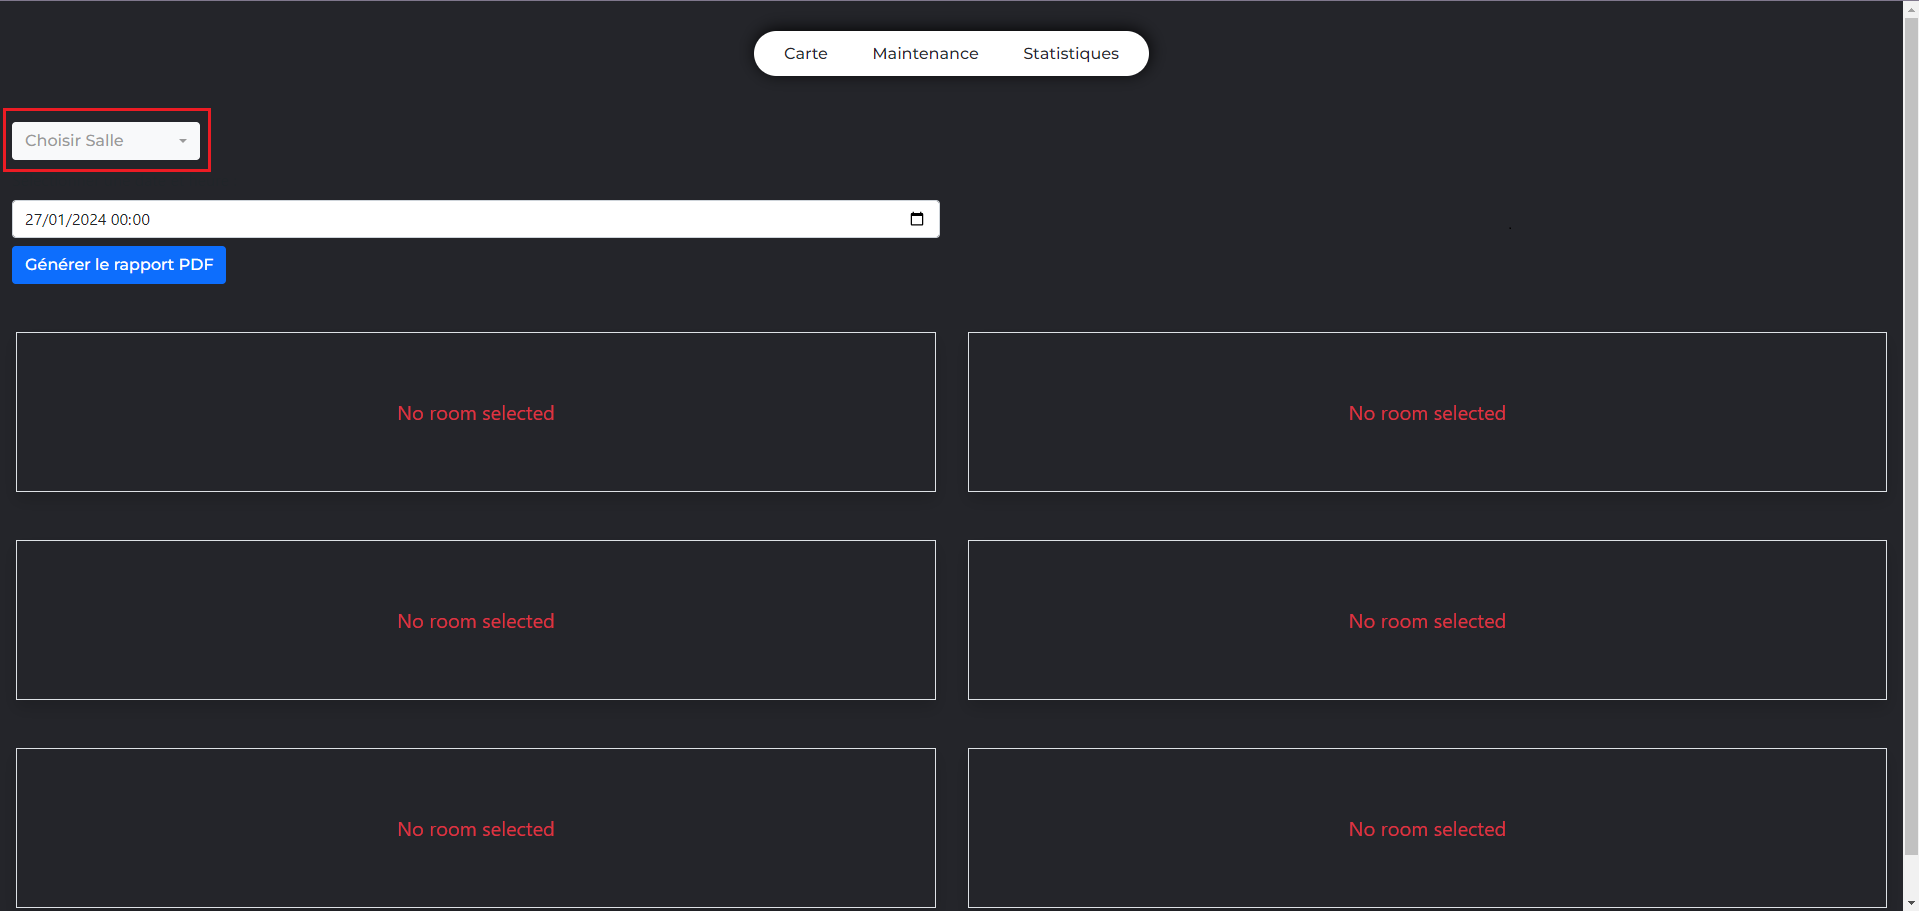 Carte Maintenance Statistiques
Choisir Salle
27/01/2024 00:00
Générer le rapport PDF
No room selected No room selected
No room selected No room selected
No room selected No room selected